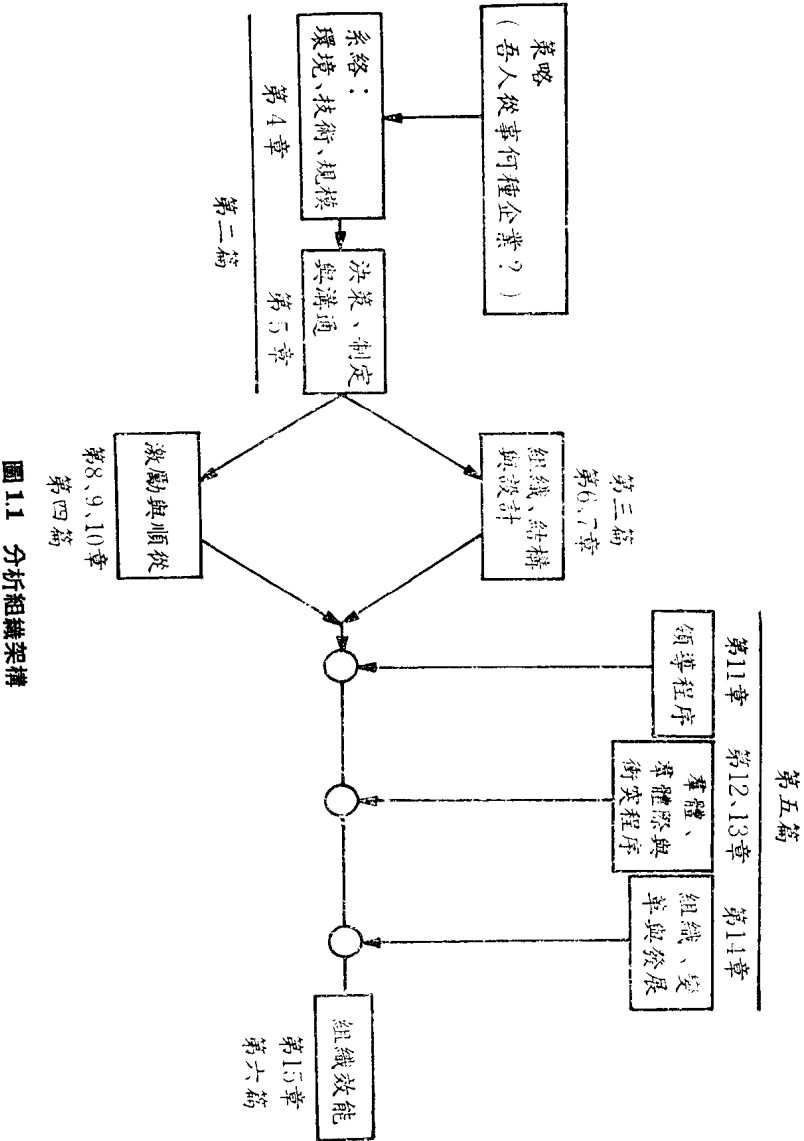 策略
(吾人從事何種企業?)
系絡：
環境、技術、規模
第4章
決策、制定
與溝通
第5章
第二篇
第三篇
第6、7章
組織、結構
與設計
激勵與順從
第8、9、10章
第四篇
第五篇
第11章
領導程序
第12、13章
羣體、
羣體際與
衝突程序
第14章
組織、變
革與發展
組織效能
第15章
第六篇
圖1.1 分析組織架構